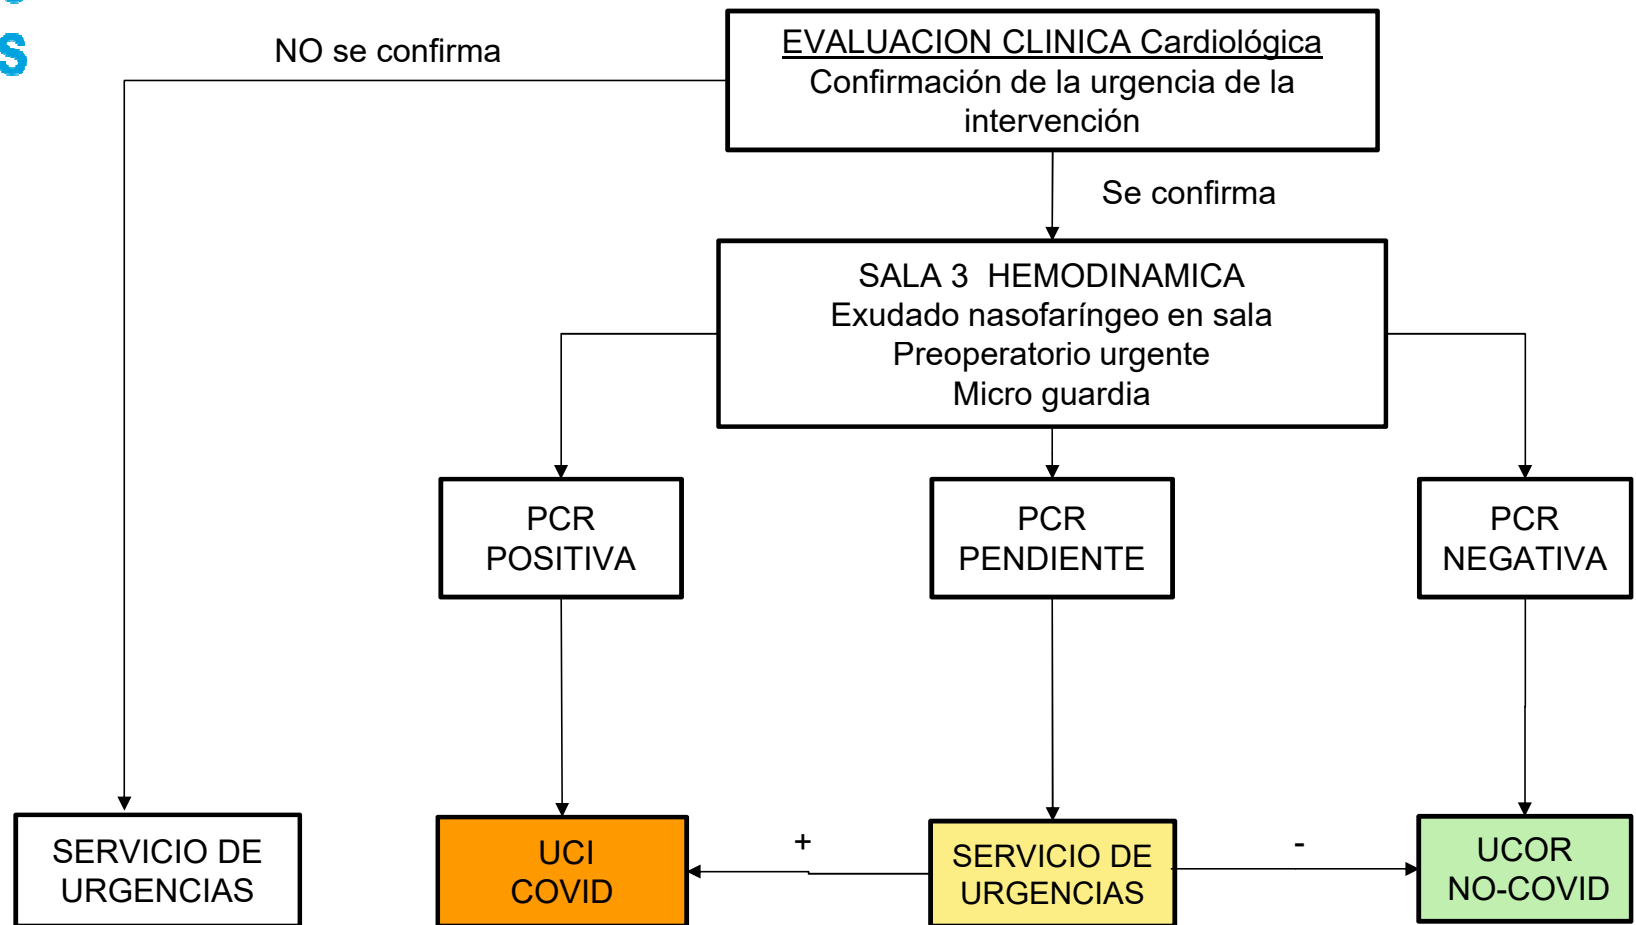 s
NO se confirma
EVALUACION CLINICA Cardiológica
Confirmación de la urgencia de la
intervención
Se confirma
SALA 3 HEMODINAMICA
Exudado nasofaríngeo en sala
Preoperatorio urgente
Micro guardia
PCR
POSITIVA
PCR
PENDIENTE
PCR
NEGATIVA
SERVICIO DE
URGENCIAS
UCI
COVID
+
SERVICIO DE
URGENCIAS
-
UCOR
NO-COVID